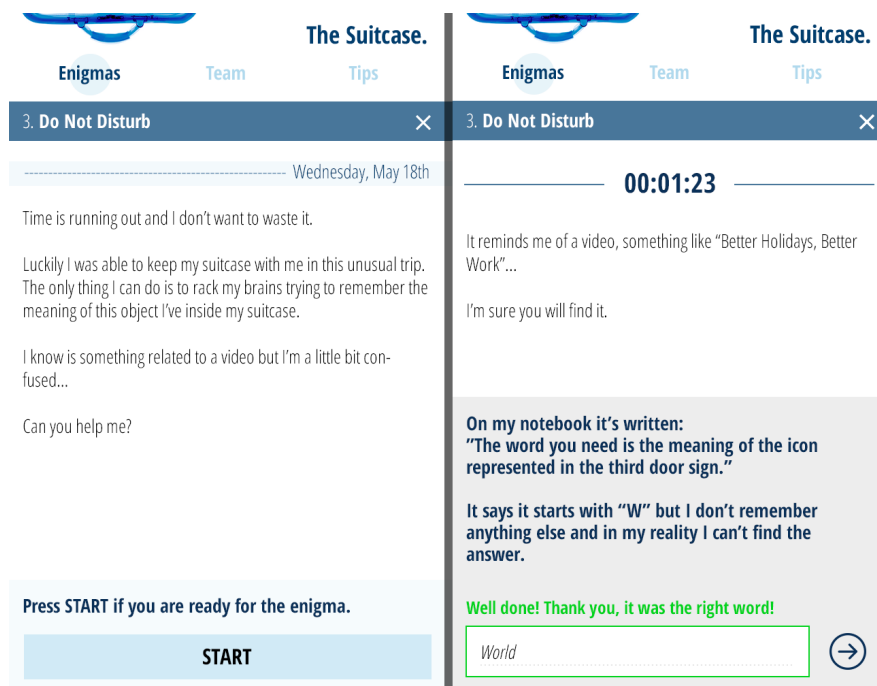 The Suitcase.
Enigmas
Team
Tips
3. Do Not Disturb
Wednesday, May 18th
Time is running out and I don't want to waste it.
Luckily I was able to keep my suitcase with me in this unusual trip.
The only thing I can do is to rack my brains trying to remember the
meaning of this object I've inside my suitcase.
I know is something related to a video but I'm a little bit con-
fused...
Can you help me?
Press START if you are ready for the enigma.
START
The Suitcase.
Enigmas
Team
Tips
3. Do Not Disturb
00:01:23
It reminds me of a video, something like “Better Holidays, Better
Work”...
I'm sure you will find it.
On my notebook it's written:
”The word you need is the meaning of the icon
represented in the third door sign.”
It says it starts with “W” but I don't remember
anything else and in my reality I can't find the
answer.
Well done! Thank you, it was the right word!
World